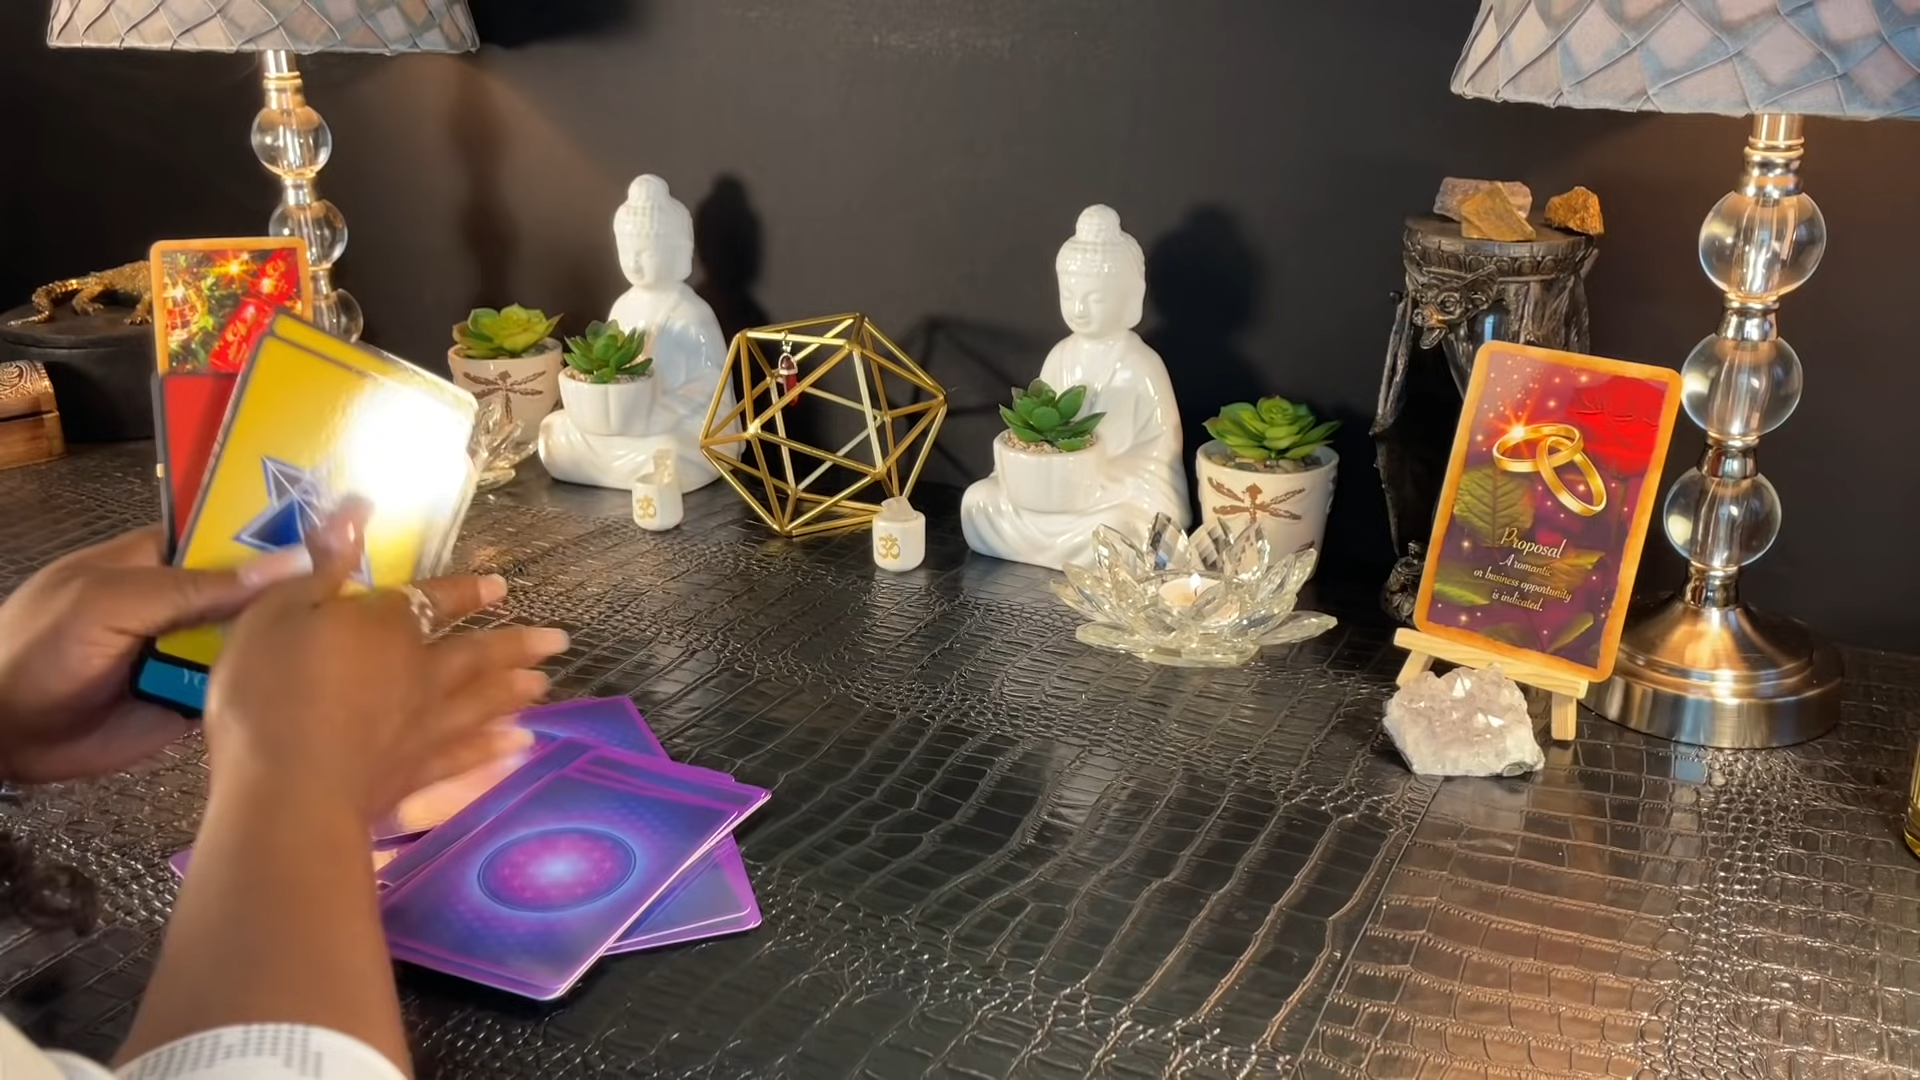 ॐ
ॐ
Proposal
A romantic
or business opportunity
is indicated.